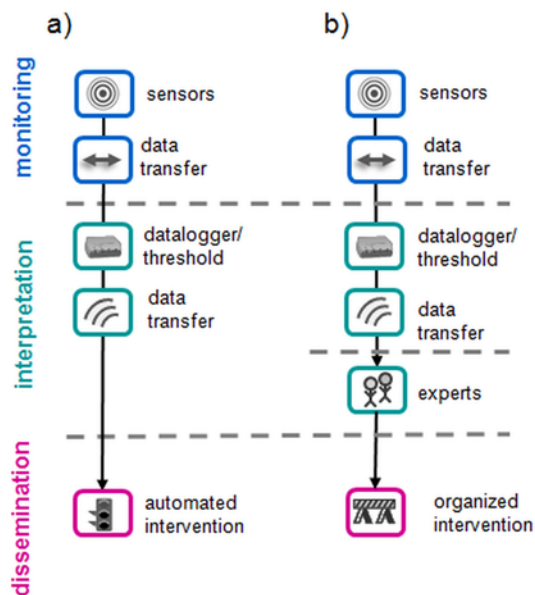 a)
b)
monitoring
sensors
sensors
data
transfer
data
transfer
interpretation
datalogger/
threshold
datalogger/
threshold
data
transfer
data
transfer
experts
dissemination
automated
intervention
organized
intervention